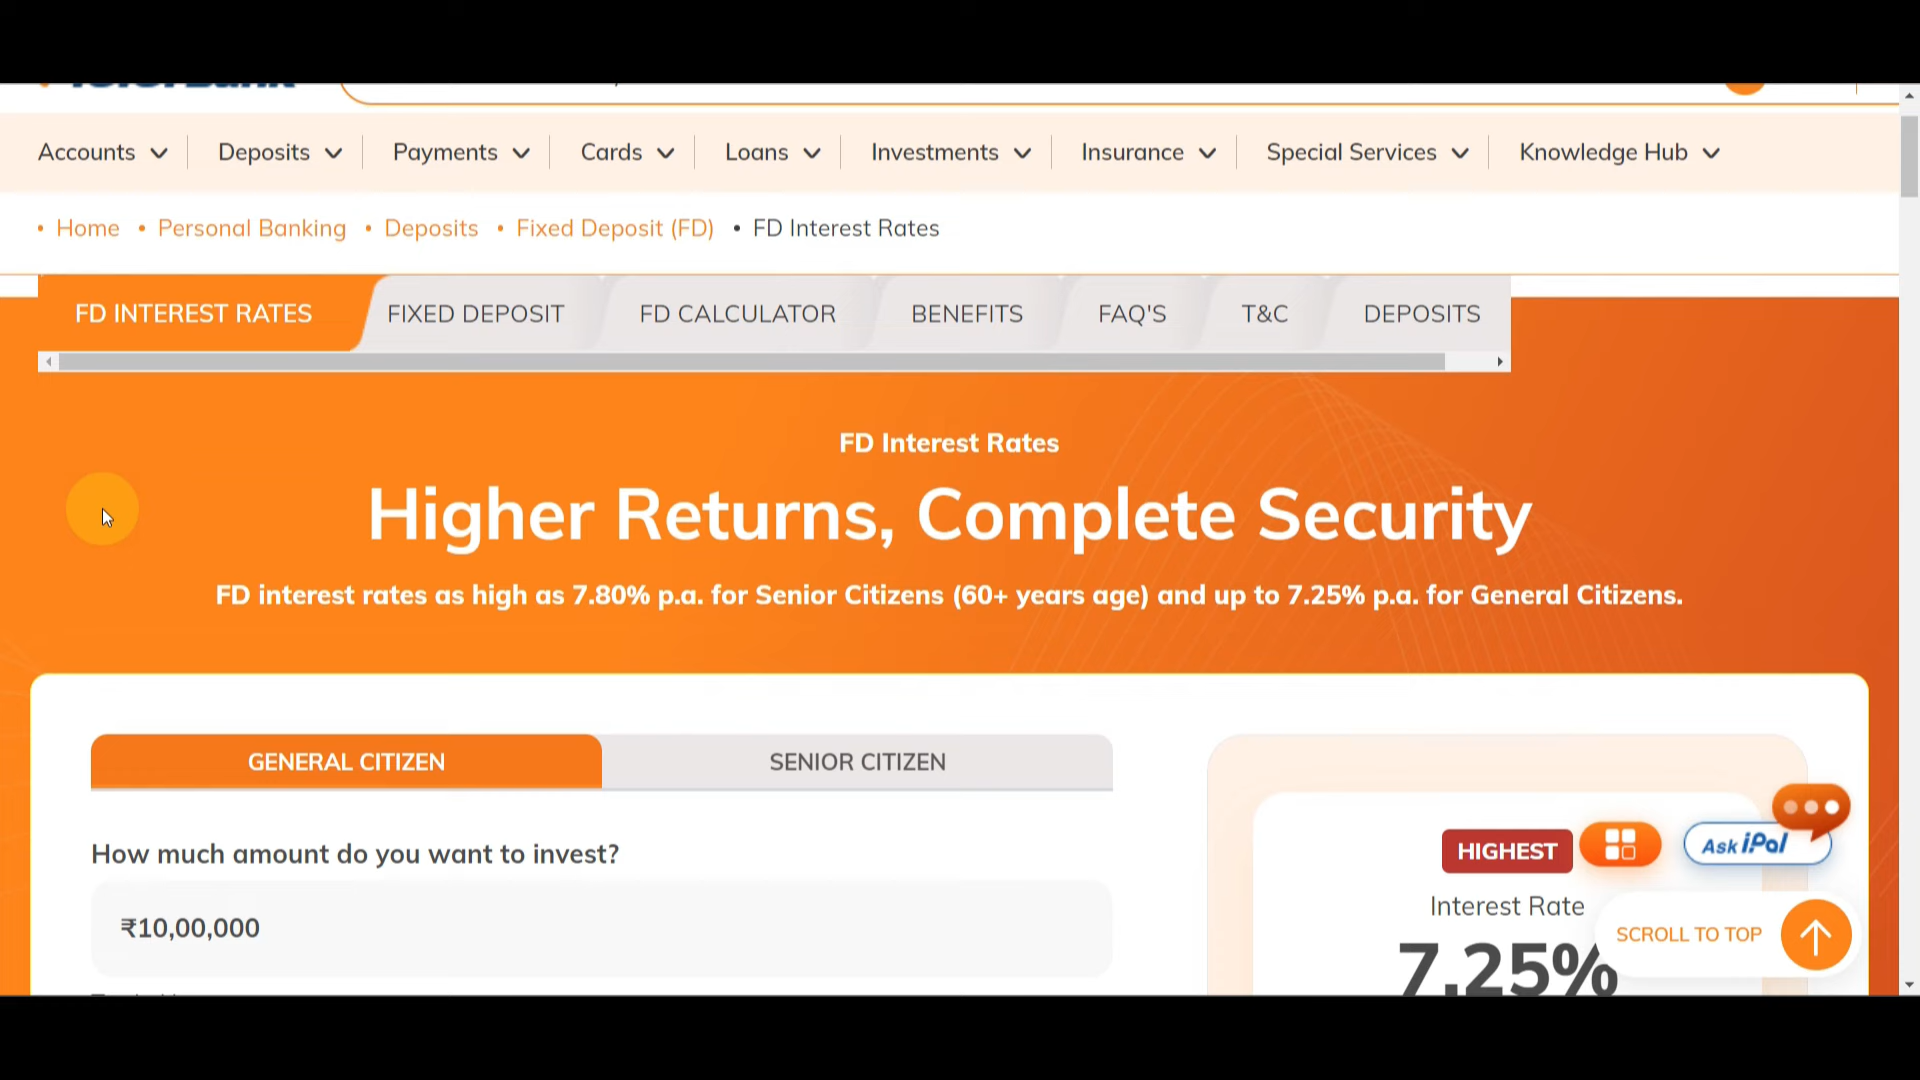 Accounts Deposits Payments Cards Loans Investments Insurance Special Services Knowledge Hub
• Home • Personal Banking • Deposits • Fixed Deposit (FD) • FD Interest Rates
FD INTEREST RATES FIXED DEPOSIT FD CALCULATOR BENEFITS FAQ'S T&C DEPOSITS
FD Interest Rates
Higher Returns, Complete Security
FD interest rates as high as 7.80% p.a. for Senior Citizens (60+ years age) and up to 7.25% p.a. for General Citizens.
GENERAL CITIZEN SENIOR CITIZEN
How much amount do you want to invest?
₹10,00,000
HIGHEST
Ask iPal
Interest Rate
7.25%
SCROLL TO TOP